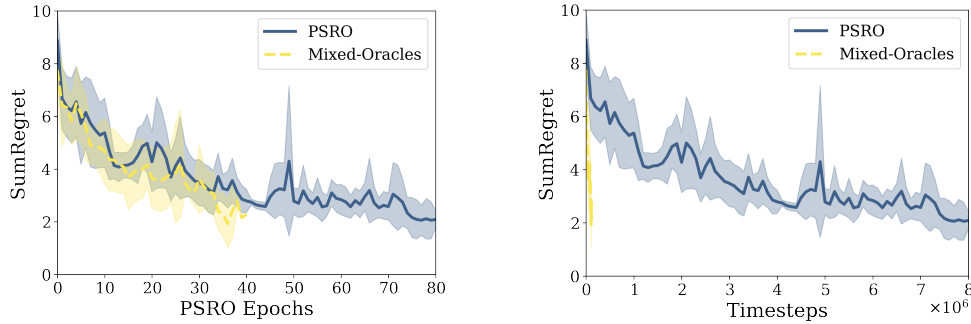 10
8
6
4
2
0
SumRegret
PSRO
Mixed-Oracles
0 10 20 30 40 50 60 70 80
PSRO Epochs
10
8
6
4
2
0
SumRegret
PSRO
Mixed-Oracles
0 1 2 3 4 5 6 7 8
×10⁶
Timesteps